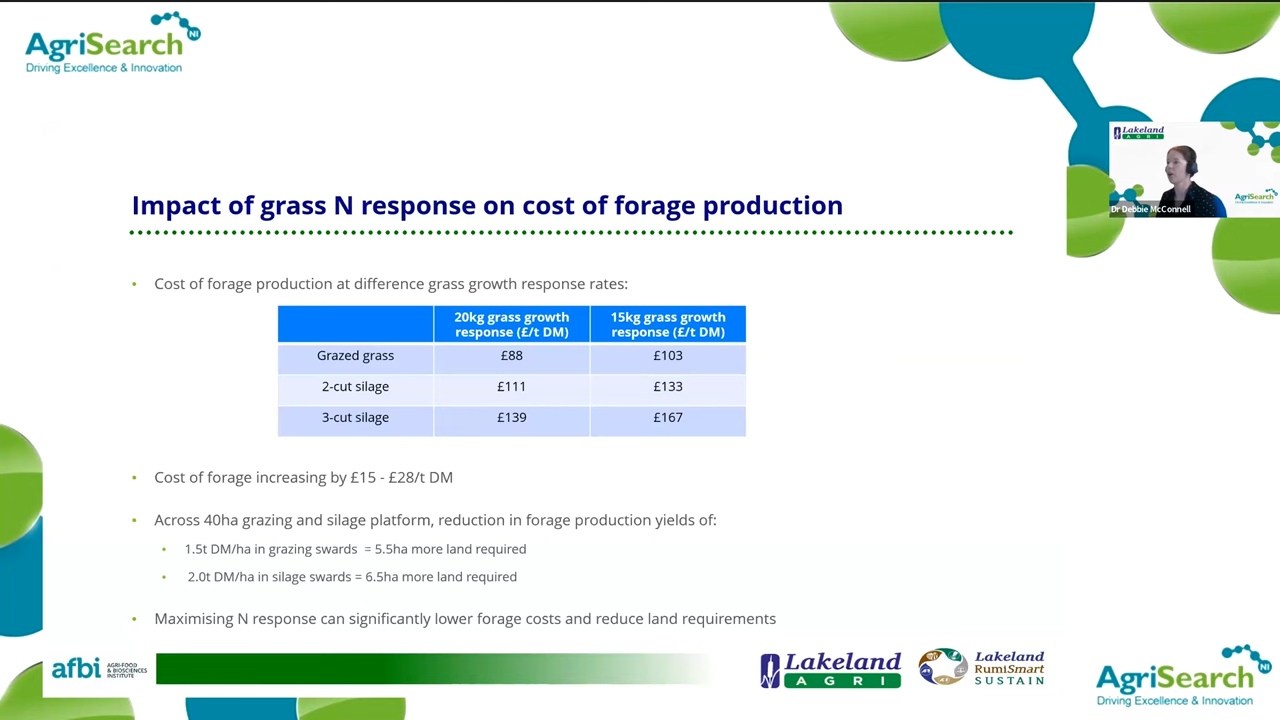 AgriSearch NI
Driving Excellence & Innovation
Lakeland
AGRI
AgriSearch
Dr Debbie McConnell
Impact of grass N response on cost of forage production
• Cost of forage production at difference grass growth response rates:
20kg grass growth response (£/t DM) 15kg grass growth response (£/t DM)
Grazed grass £88 £103
2-cut silage £111 £133
3-cut silage £139 £167
• Cost of forage increasing by £15 - £28/t DM
• Across 40ha grazing and silage platform, reduction in forage production yields of:
• 1.5t DM/ha in grazing swards = 5.5ha more land required
• 2.0t DM/ha in silage swards = 6.5ha more land required
• Maximising N response can significantly lower forage costs and reduce land requirements
afbi AGRI-FOOD & BIOSCIENCES INSTITUTE
Lakeland
AGRI
Lakeland
RumiSmart
SUSTAIN
AgriSearch NI
Driving Excellence & Innovation